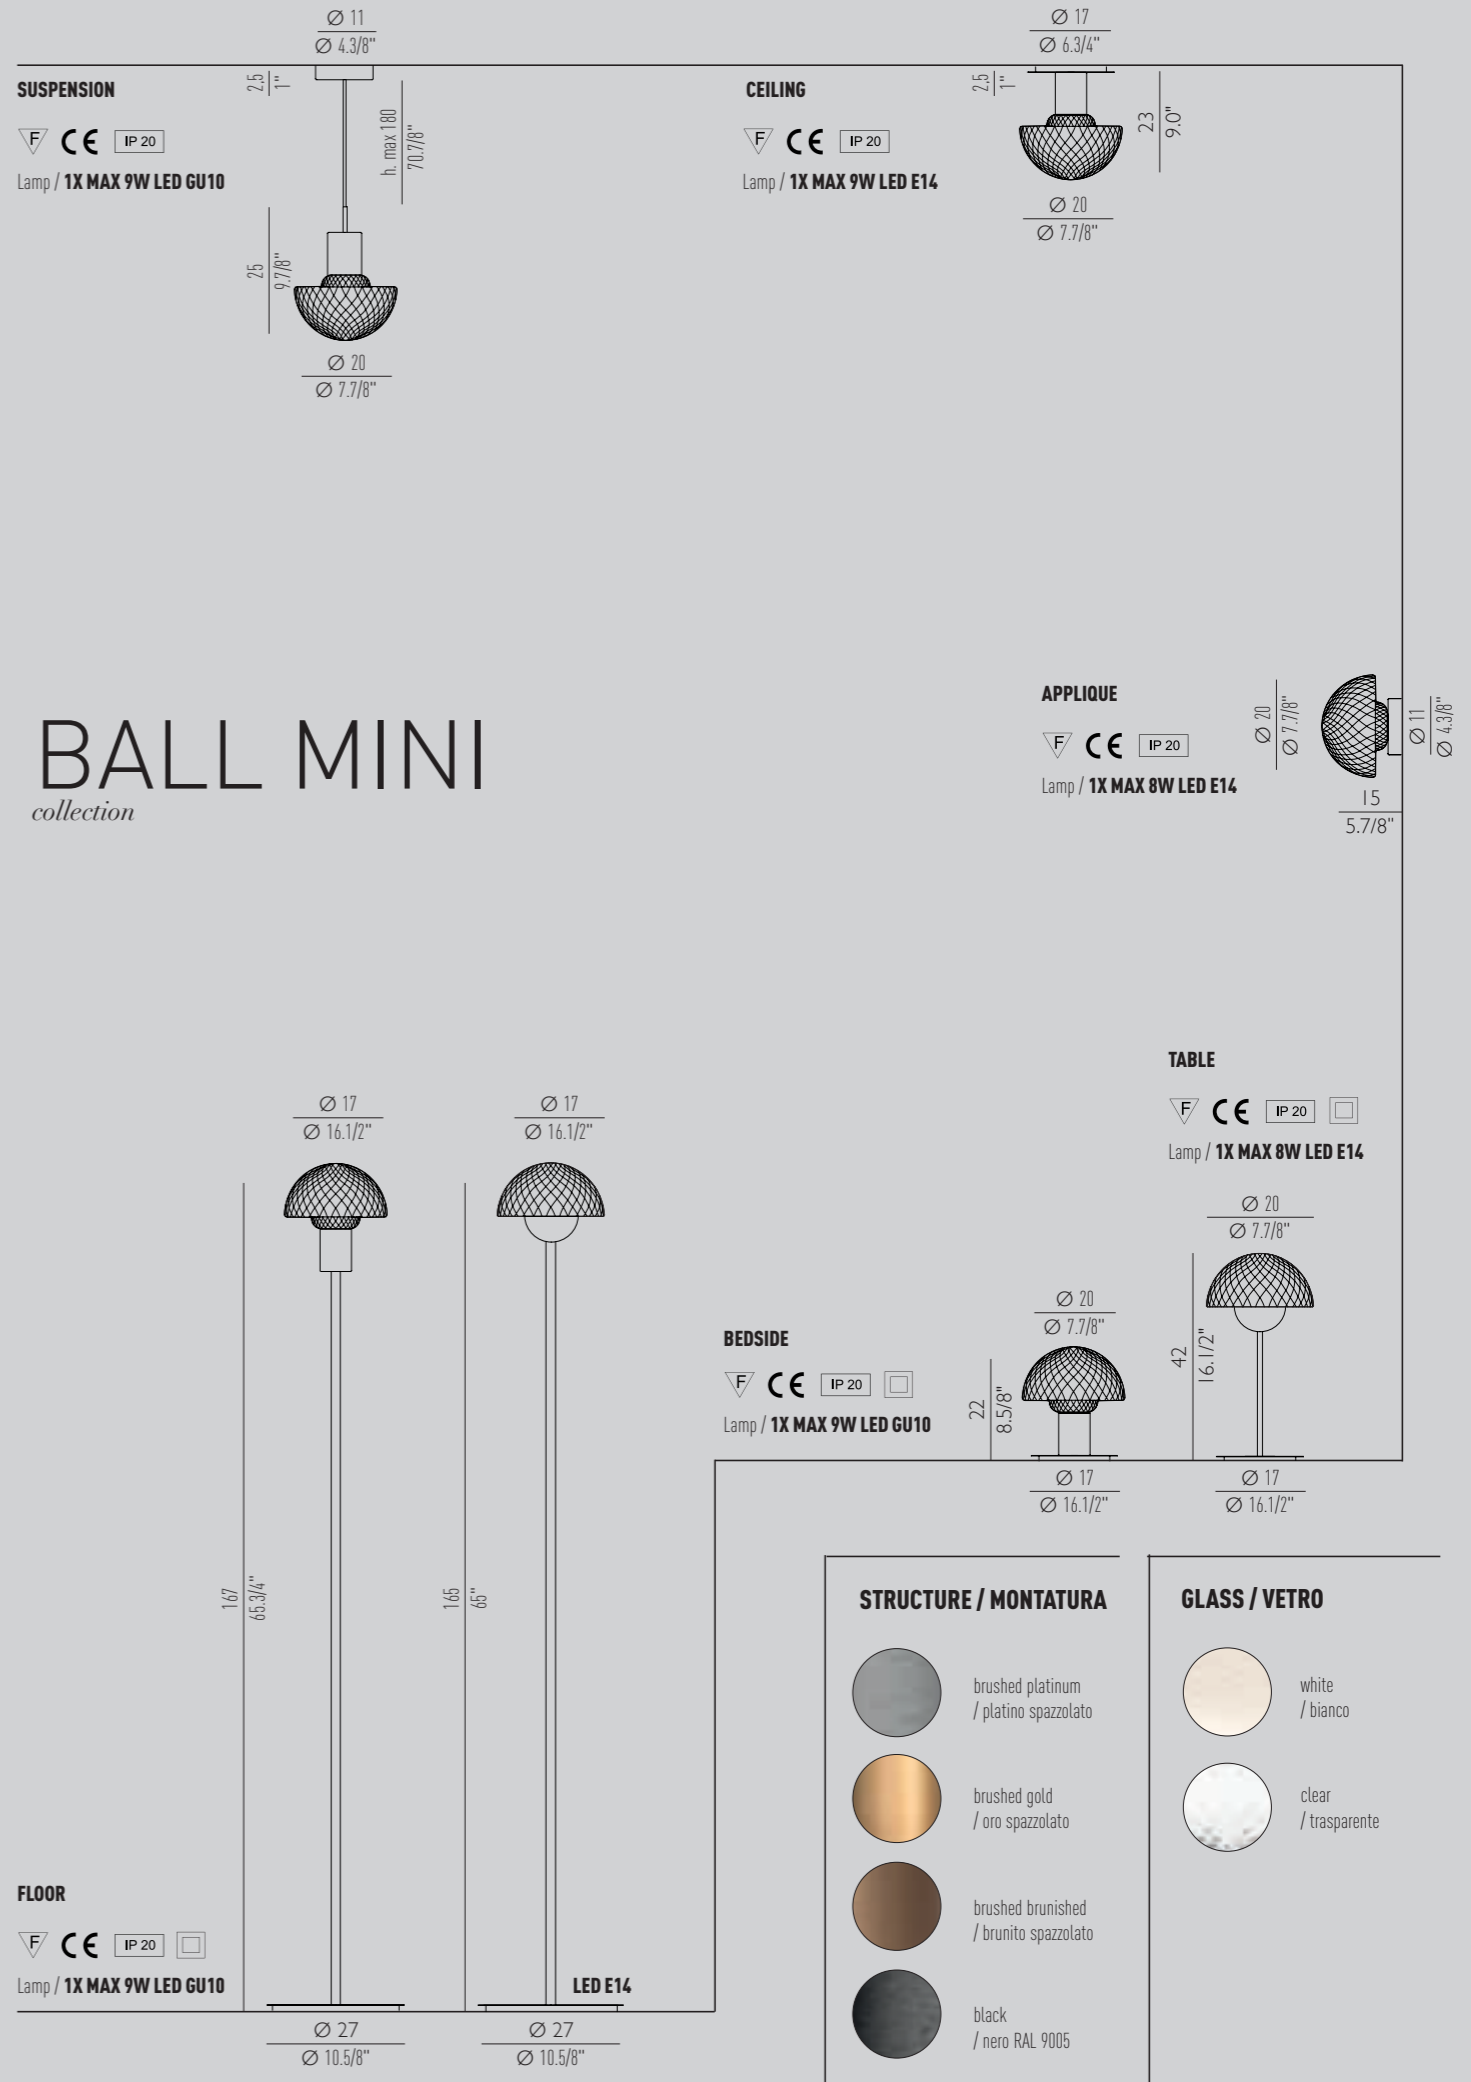 Ø 11
Ø 4.3/8"
2,5
1"
SUSPENSION
F CE IP 20
Lamp / 1X MAX 9W LED GU10
h. max 180
70.7/8"
25
9.7/8"
Ø 20
Ø 7.7/8"
Ø 17
Ø 6.3/4"
2,5
1"
CEILING
F CE IP 20
Lamp / 1X MAX 9W LED E14
23
9.0"
Ø 20
Ø 7.7/8"
APPLIQUE
F CE IP 20
Lamp / 1X MAX 8W LED E14
Ø 20
Ø 7.7/8"
Ø 11
Ø 4.3/8"
15
5.7/8"
BALL MINI
collection
TABLE
F CE IP 20
Lamp / 1X MAX 8W LED E14
Ø 20
Ø 7.7/8"
42
16.1/2"
Ø 17
Ø 16.1/2"
BEDSIDE
F CE IP 20
Lamp / 1X MAX 9W LED GU10
Ø 20
Ø 7.7/8"
22
8.5/8"
Ø 17
Ø 16.1/2"
Ø 17
Ø 16.1/2"
Ø 17
Ø 16.1/2"
167
65.3/4"
165
65"
FLOOR
F CE IP 20
Lamp / 1X MAX 9W LED GU10
LED E14
Ø 27
Ø 10.5/8"
Ø 27
Ø 10.5/8"
STRUCTURE / MONTATURA
brushed platinum
/ platino spazzolato
brushed gold
/ oro spazzolato
brushed brunished
/ brunito spazzolato
black
/ nero RAL 9005
GLASS / VETRO
white
/ bianco
clear
/ trasparente